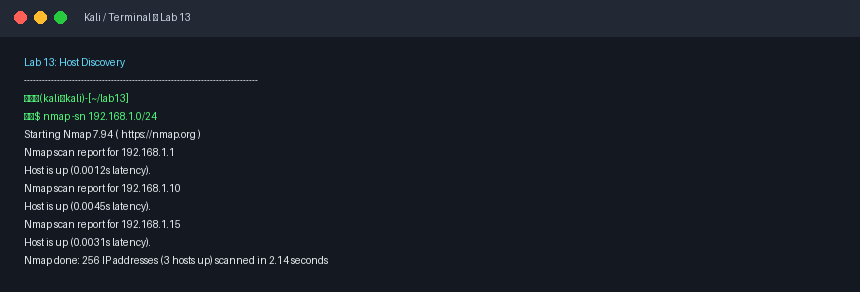 Kali / Terminal ▯ Lab 13
Lab 13: Host Discovery
--------------------------------------------------------------------------------
▯▯▯(kali▯kali)-[~/lab13]
▯▯$ nmap -sn 192.168.1.0/24
Starting Nmap 7.94 ( https://nmap.org )
Nmap scan report for 192.168.1.1
Host is up (0.0012s latency).
Nmap scan report for 192.168.1.10
Host is up (0.0045s latency).
Nmap scan report for 192.168.1.15
Host is up (0.0031s latency).
Nmap done: 256 IP addresses (3 hosts up) scanned in 2.14 seconds